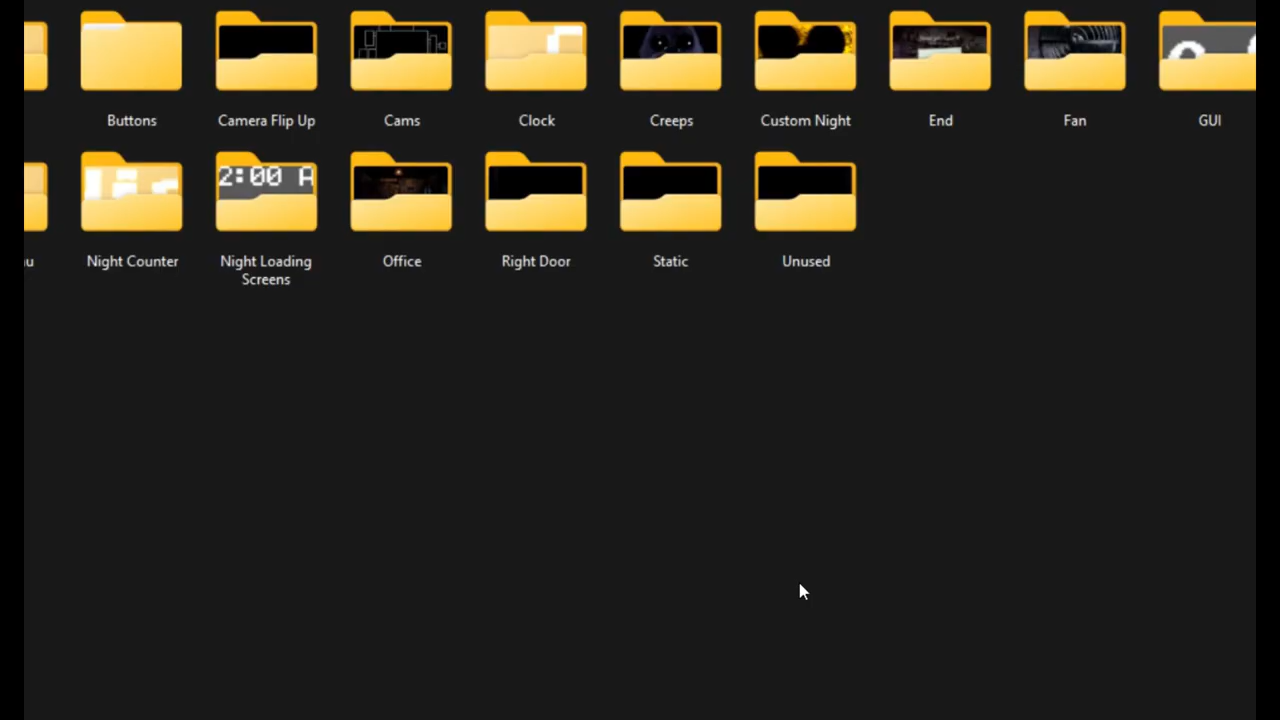 Buttons
Camera Flip Up
Cams
Clock
Creeps
Custom Night
End
Fan
GUI
u
Night Counter
2:00 A
Night Loading
Screens
Office
Right Door
Static
Unused